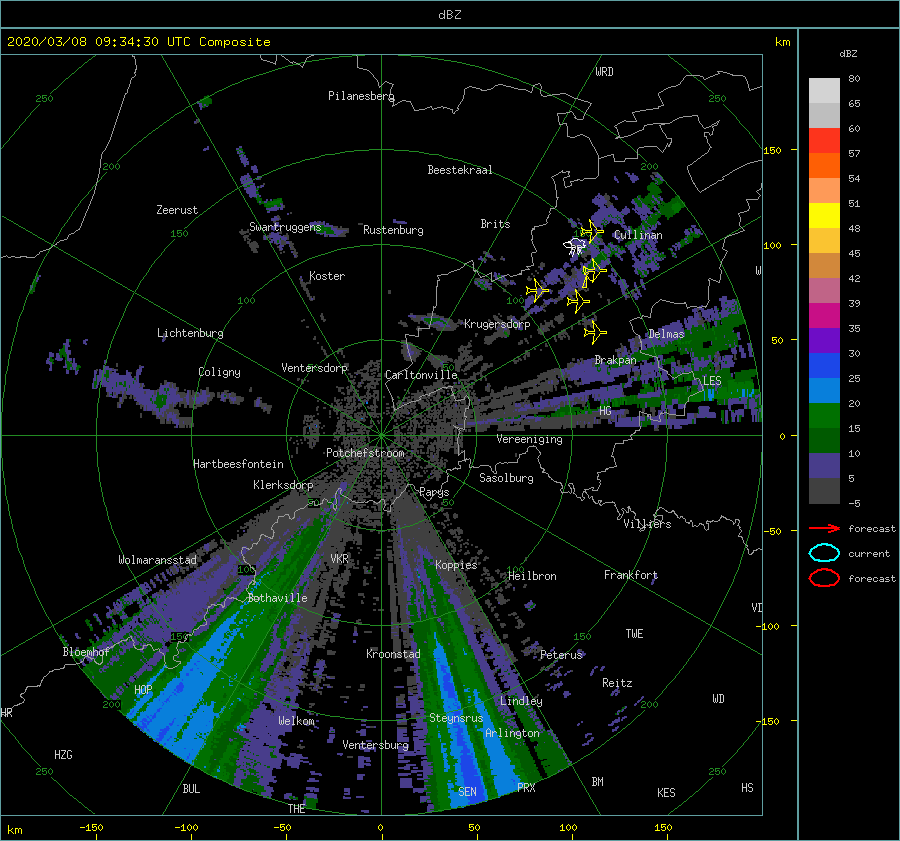 dBZ
2020/03/08 09:34:30 UTC Composite
km
dBZ
WRD
250
Pilanesberg
250
80
65
60
57
54
51
48
45
42
39
35
30
25
20
15
10
5
-5
forecast
current
forecast
150
100
50
0
-50
-100
-150
200
Beestekraal
200
Zeerust
150
Swartruggens
Rustenburg
Brits
Cullinan
Koster
W
100
100
Lichtenburg
Krugersdorp
Delmas
Coligny
Ventersdorp
Carltonville
Brakpan
LES
HG
Vereeniging
Potchefstroom
Hartbeesfontein
Klerksdorp
Parys
Sasolburg
50
50
Villiers
Wolmaransstad
VKR
100
Koppies
100
Heilbron
Frankfort
Bothaville
VI
150
150
TWE
Bloemhof
Kroonstad
Peterus
HOP
Reitz
200
Lindley
200
WD
HR
Welkom
Steynsrus
Arlington
Ventersburg
HZG
250
250
BUL
SEN
PRX
BM
KES
HS
THE
km
-150
-100
-50
0
50
100
150